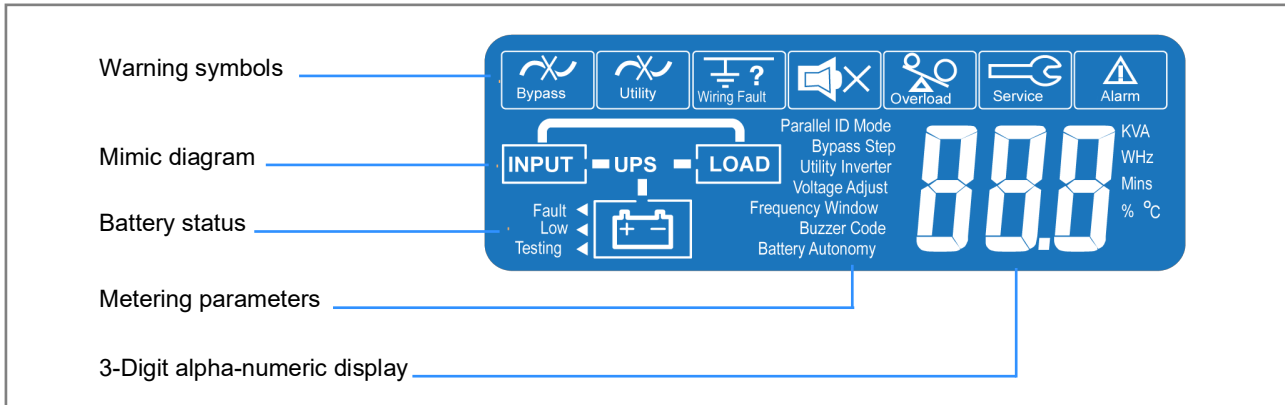 Warning symbols
Bypass
Utility
?
Wiring Fault
Overload
Service
Alarm
Mimic diagram
INPUT
UPS
LOAD
Battery status
Fault
Low
Testing
+ −
Parallel ID Mode
Bypass Step
Utility Inverter
Voltage Adjust
Frequency Window
Buzzer Code
Battery Autonomy
88.8
KVA
WHz
Mins
% °C
Metering parameters
3-Digit alpha-numeric display